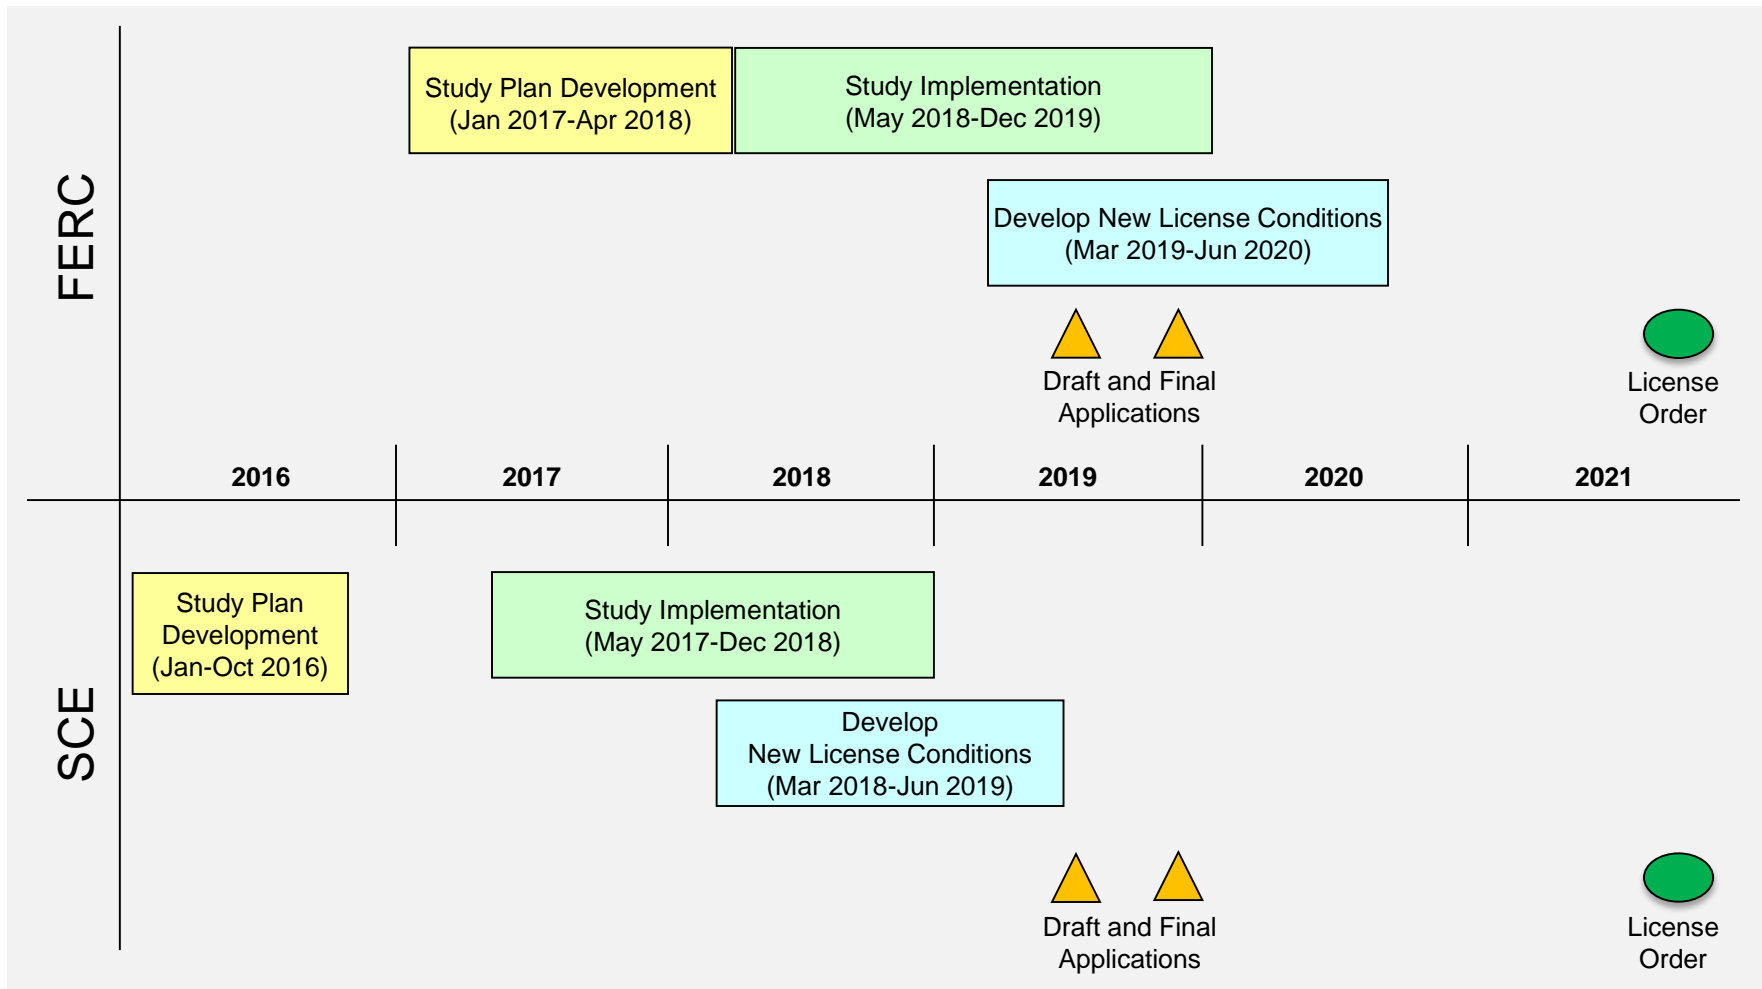 FERC
Study Plan Development
(Jan 2017-Apr 2018)
Study Implementation
(May 2018-Dec 2019)
Develop New License Conditions
(Mar 2019-Jun 2020)
Draft and Final
Applications
License
Order
2016
2017
2018
2019
2020
2021
SCE
Study Plan
Development
(Jan-Oct 2016)
Study Implementation
(May 2017-Dec 2018)
Develop
New License Conditions
(Mar 2018-Jun 2019)
Draft and Final
Applications
License
Order